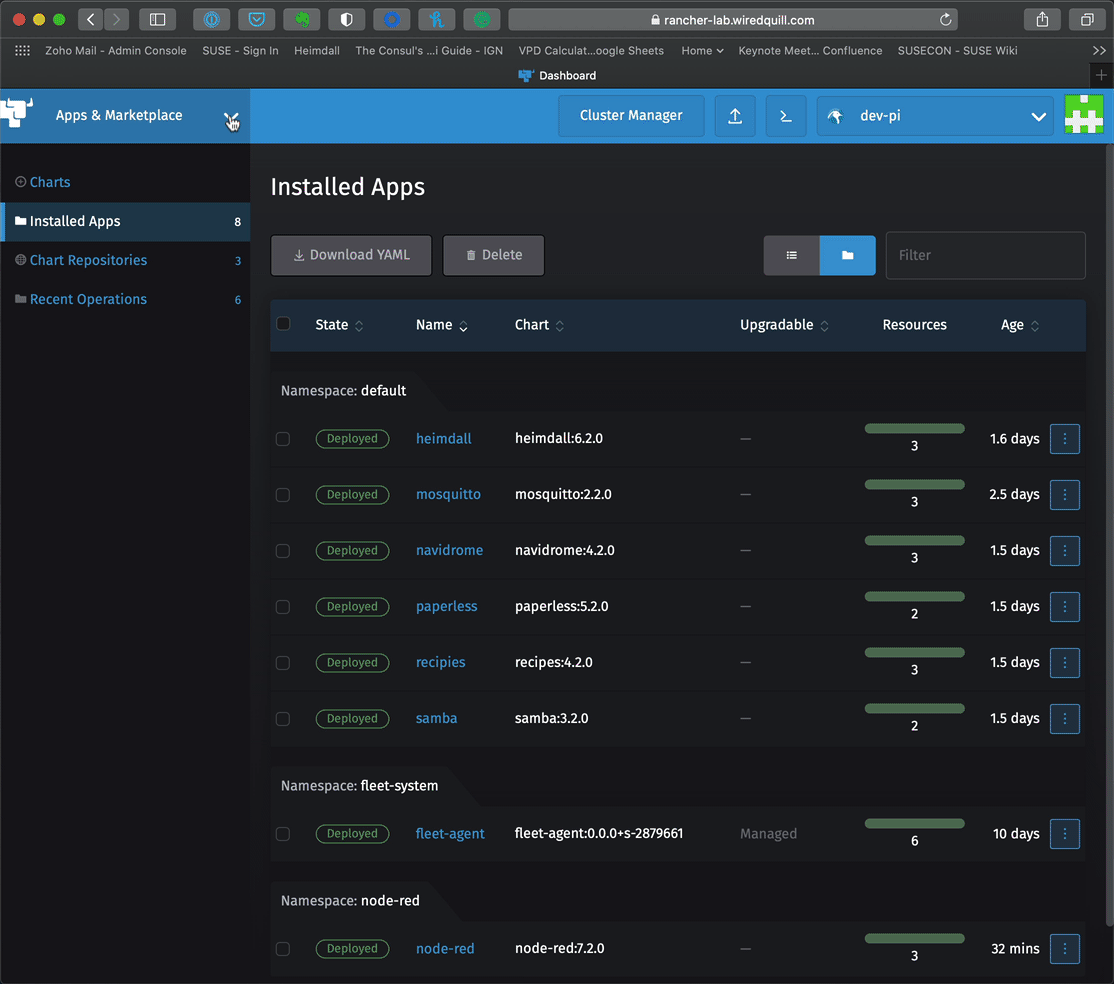 rancher-lab.wiredquill.com
Zoho Mail - Admin Console SUSE - Sign In Heimdall The Consul's ...i Guide - IGN VPD Calculat...oogle Sheets Home Keynote Meet... Confluence SUSECON - SUSE Wiki
Dashboard
Apps & Marketplace Cluster Manager dev-pi
Charts
Installed Apps 8
Chart Repositories 3
Recent Operations 6
Installed Apps
Download YAML Delete Filter
State Name Chart Upgradable Resources Age
Namespace: default
Deployed heimdall heimdall:6.2.0 — 3 1.6 days
Deployed mosquitto mosquitto:2.2.0 — 3 2.5 days
Deployed navidrome navidrome:4.2.0 — 3 1.5 days
Deployed paperless paperless:5.2.0 — 2 1.5 days
Deployed recipies recipes:4.2.0 — 3 1.5 days
Deployed samba samba:3.2.0 — 2 1.5 days
Namespace: fleet-system
Deployed fleet-agent fleet-agent:0.0.0+s-2879661 Managed 6 10 days
Namespace: node-red
Deployed node-red node-red:7.2.0 — 3 32 mins